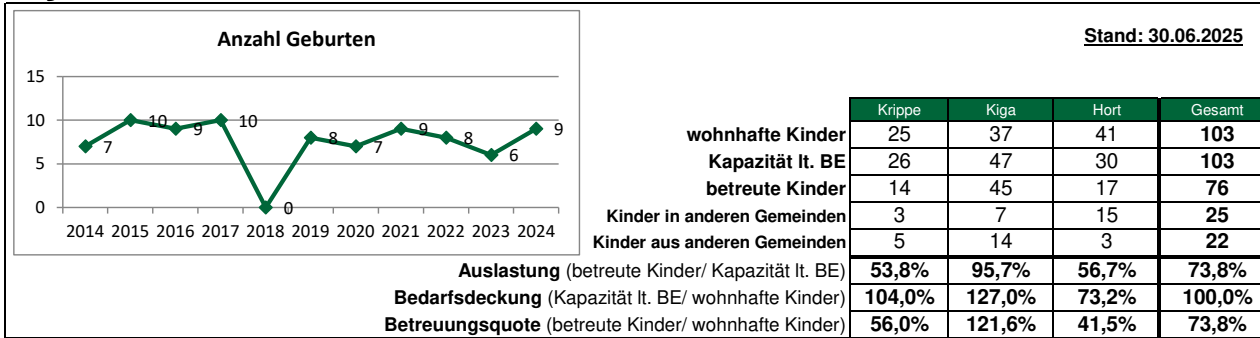 Anzahl Geburten
Stand: 30.06.2025
15
10
5
0
7
10
9
10
0
8
7
9
8
6
9
2014 2015 2016 2017 2018 2019 2020 2021 2022 2023 2024
Krippe Kiga Hort Gesamt
wohnhafte Kinder 25 37 41 103
Kapazität lt. BE 26 47 30 103
betreute Kinder 14 45 17 76
Kinder in anderen Gemeinden 3 7 15 25
Kinder aus anderen Gemeinden 5 14 3 22
Auslastung (betreute Kinder/ Kapazität lt. BE) 53,8% 95,7% 56,7% 73,8%
Bedarfsdeckung (Kapazität lt. BE/ wohnhafte Kinder) 104,0% 127,0% 73,2% 100,0%
Betreuungsquote (betreute Kinder/ wohnhafte Kinder) 56,0% 121,6% 41,5% 73,8%